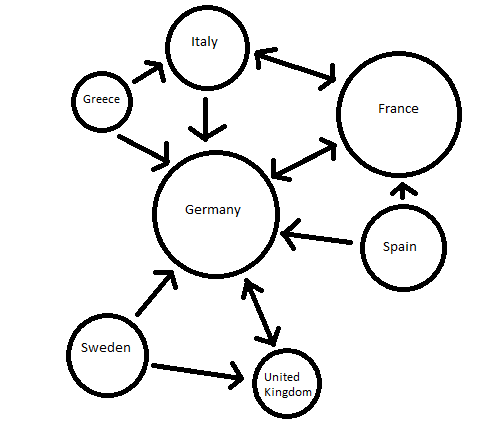 Italy
Greece
France
Germany
Spain
Sweden
United
Kingdom